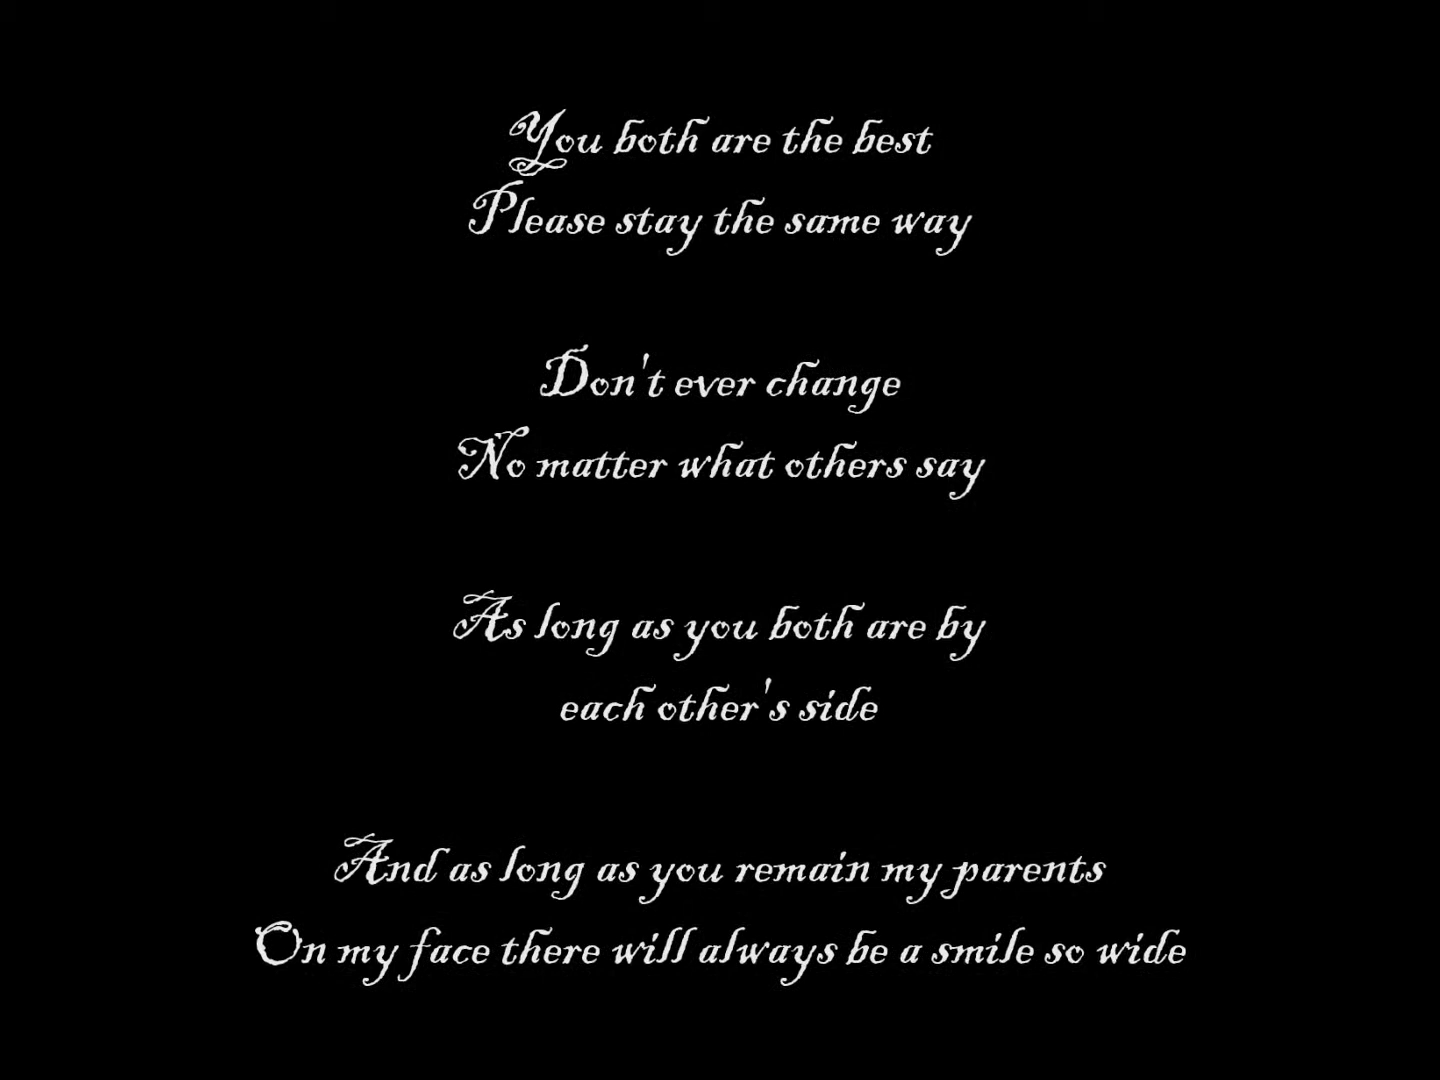 You both are the best
Please stay the same way
Don't ever change
No matter what others say
As long as you both are by
each other's side
And as long as you remain my parents
On my face there will always be a smile so wide